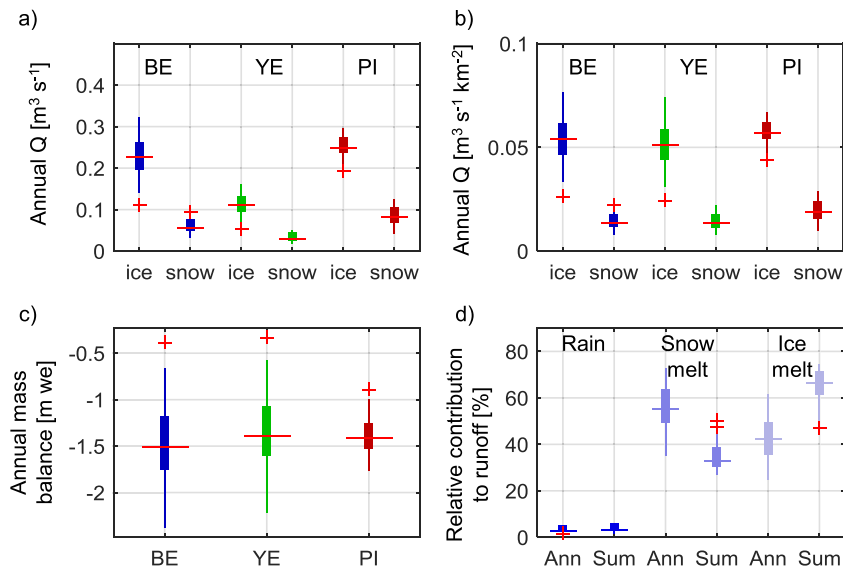 a)
Annual Q [m³ s⁻¹]
0.4
0.3
0.2
0.1
0
BE YE PI
ice snow ice snow ice snow
b)
Annual Q [m³ s⁻¹ km⁻²]
0.1
0.05
0
BE YE PI
ice snow ice snow ice snow
c)
Annual mass
balance [m we]
-0.5
-1
-1.5
-2
BE YE PI
d)
Relative contribution
to runoff [%]
80
60
40
20
0
Rain Snow Ice
melt melt
Ann Sum Ann Sum Ann Sum